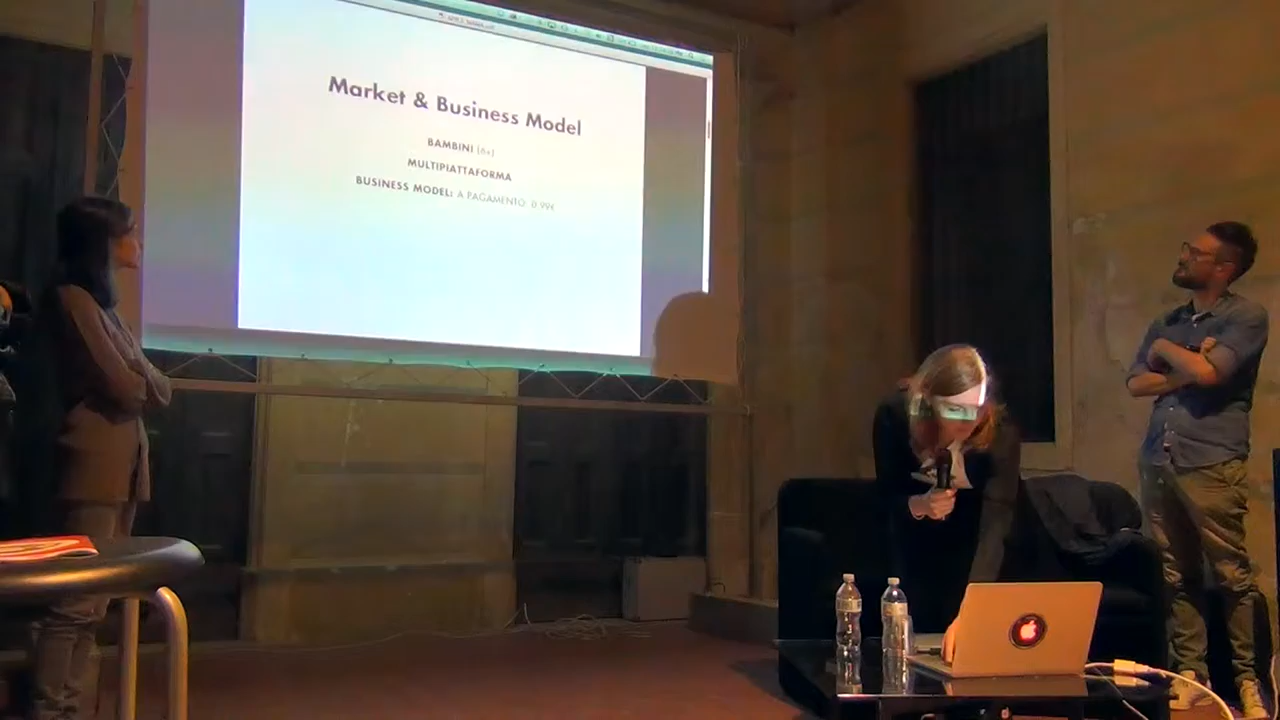 Market & Business Model
BAMBINI (6+)
MULTIPIATTAFORMA
BUSINESS MODEL: A PAGAMENTO: 0.99€